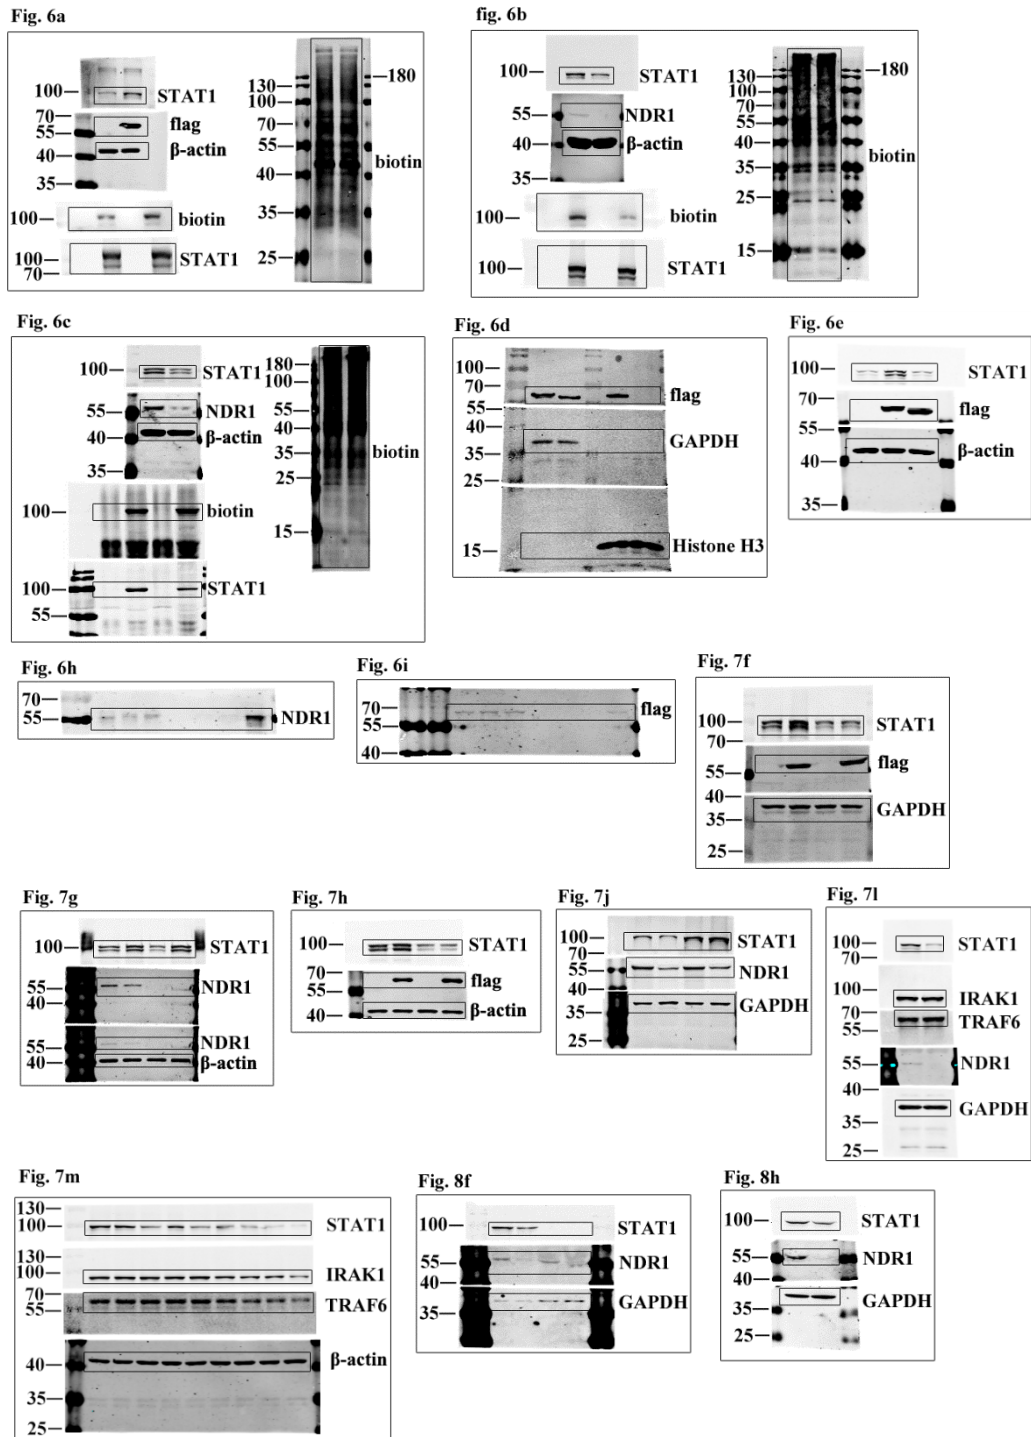 Fig. 6a
100 STAT1
70 flag
55
40 β-actin
35
100 biotin
100 STAT1
70
130 180
100
70
55
40 biotin
35
25
fig. 6b
100 STAT1
55 NDR1
40 β-actin
35
100 biotin
100 STAT1
130 180
100
70
55
40
35 biotin
25
15
Fig. 6c
100 STAT1
55 NDR1
40 β-actin
35
100 biotin
100 STAT1
55
180
100
55
40
35 biotin
25
15
Fig. 6d
100
70 flag
55
40 GAPDH
35
25
15 Histone H3
Fig. 6e
100 STAT1
70 flag
55
40 β-actin
35
Fig. 6h
70
55 NDR1
Fig. 6i
70 flag
55
40
Fig. 7f
100 STAT1
70
55 flag
40 GAPDH
35
25
Fig. 7g
100 STAT1
55 NDR1
40
55 NDR1
40 β-actin
Fig. 7h
100 STAT1
70 flag
55
40 β-actin
Fig. 7j
100 STAT1
70
55 NDR1
40
35 GAPDH
25
Fig. 7l
100 STAT1
70
100 IRAK1
70 TRAF6
55
55 NDR1
40 GAPDH
35
25
Fig. 7m
130
100 STAT1
130
100 IRAK1
70 TRAF6
55
40 β-actin
35
25
Fig. 8f
100 STAT1
55 NDR1
40 GAPDH
35
Fig. 8h
100 STAT1
55 NDR1
40
35 GAPDH
25